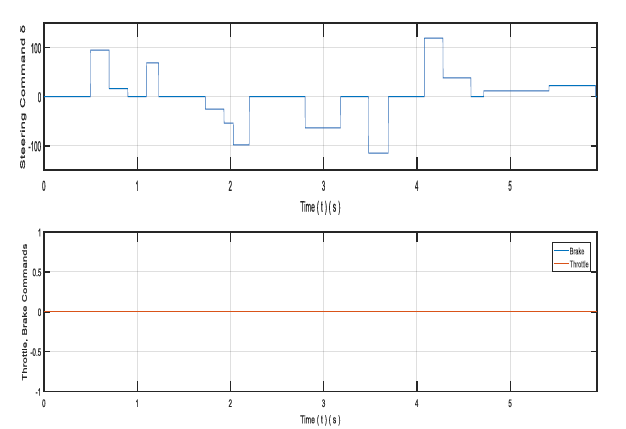 Steering Command δ
100
0
-100
0 1 2 3 4 5
Time ( t ) ( s )
Throttle, Brake Commands
1
0.5
0
-0.5
-1
Brake
Throttle
0 1 2 3 4 5
Time ( t ) ( s )